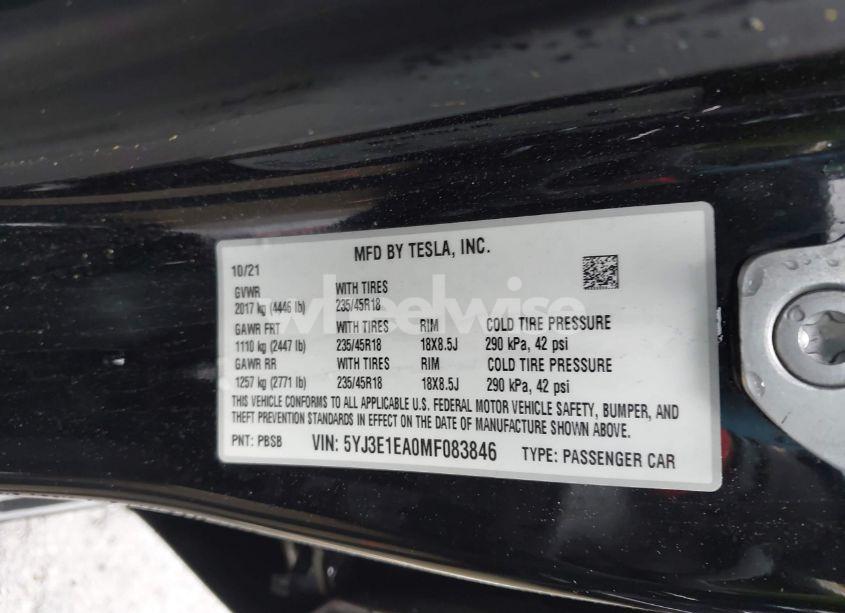 MFD BY TESLA, INC.
10/21
GVWR WITH TIRES
2017 kg (4446 lb) 235/45R18
GAWR FRT WITH TIRES RIM COLD TIRE PRESSURE
1110 kg (2447 lb) 235/45R18 18X8.5J 290 kPa, 42 psi
GAWR RR WITH TIRES RIM COLD TIRE PRESSURE
1257 kg (2771 lb) 235/45R18 18X8.5J 290 kPa, 42 psi
THIS VEHICLE CONFORMS TO ALL APPLICABLE U.S. FEDERAL MOTOR VEHICLE SAFETY, BUMPER, AND
THEFT PREVENTION STANDARDS IN EFFECT ON THE DATE OF MANUFACTURE SHOWN ABOVE.
PNT: PBSB VIN: 5YJ3E1EA0MF083846 TYPE: PASSENGER CAR
wheelwise